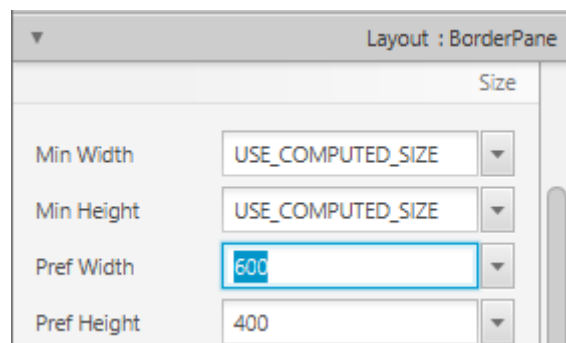 Layout : BorderPane
Size
Min Width USE_COMPUTED_SIZE
Min Height USE_COMPUTED_SIZE
Pref Width 600
Pref Height 400